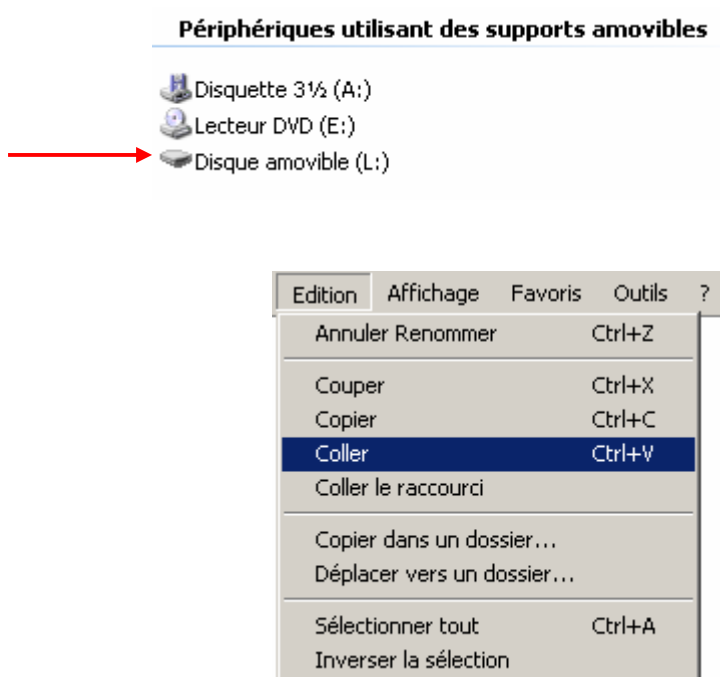 Périphériques utilisant des supports amovibles
Disquette 3½ (A:)
Lecteur DVD (E:)
Disque amovible (L:)
Edition Affichage Favoris Outils ?
Annuler Renommer Ctrl+Z
Couper Ctrl+X
Copier Ctrl+C
Coller Ctrl+V
Coller le raccourci
Copier dans un dossier...
Déplacer vers un dossier...
Sélectionner tout Ctrl+A
Inverser la sélection